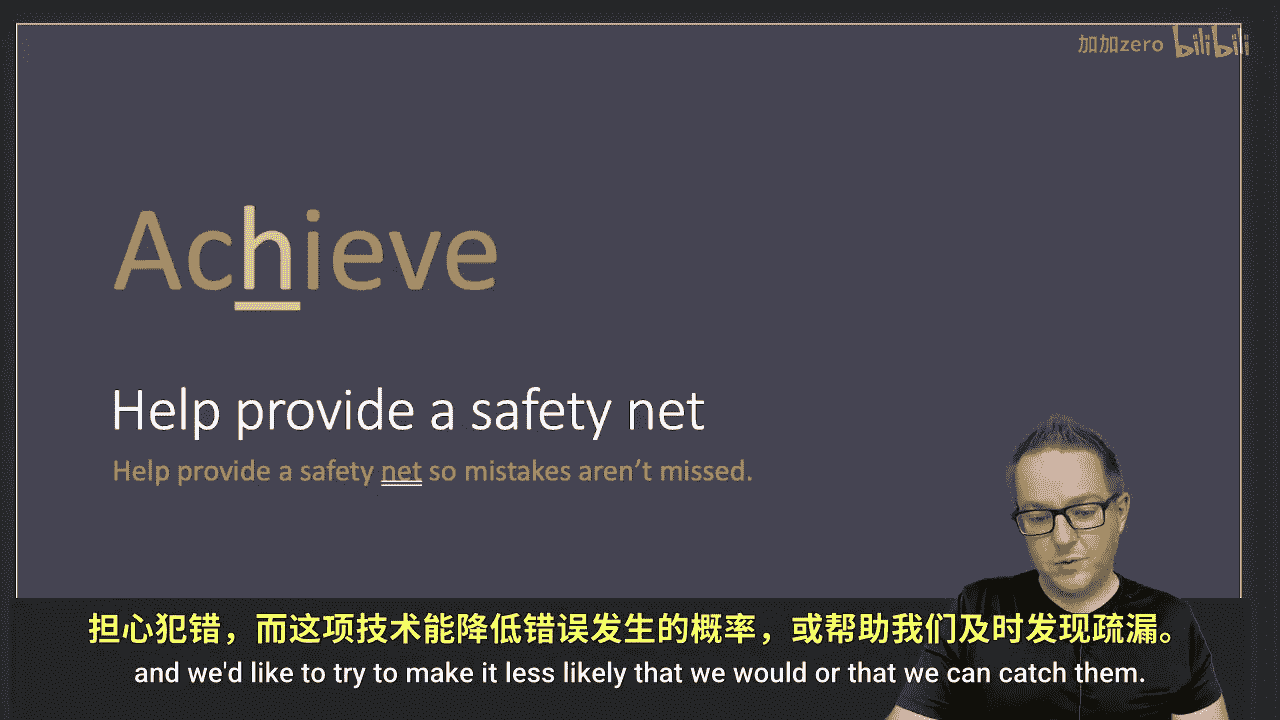 加加zero bilibili
Achieve
Help provide a safety net
Help provide a safety net so mistakes aren't missed.
担心犯错，而这项技术能降低错误发生的概率，或帮助我们及时发现疏漏。
and we'd like to try to make it less likely that we would or that we can catch them.